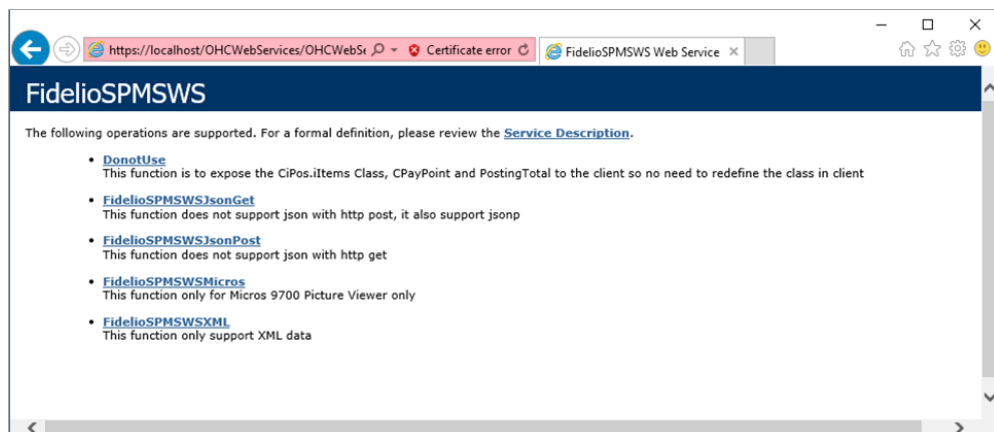 https://localhost/OHCWebServices/OHCWebSe
Certificate error
FidelioSPMSWS Web Service
FidelioSPMSWS
The following operations are supported. For a formal definition, please review the Service Description.
DonotUse
This function is to expose the CiPos.iItems Class, CPayPoint and PostingTotal to the client so no need to redefine the class in client
FidelioSPMSWSJsonGet
This function does not support json with http post, it also support jsonp
FidelioSPMSWSJsonPost
This function does not support json with http get
FidelioSPMSWSMicros
This function only for Micros 9700 Picture Viewer only
FidelioSPMSWSXML
This function only support XML data